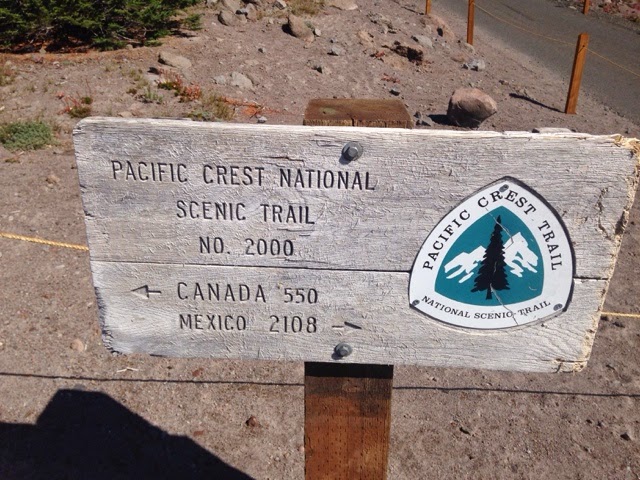 PACIFIC CREST NATIONAL
SCENIC TRAIL
NO. 2000
CANADA 550
MEXICO 2108
PACIFIC CREST TRAIL
NATIONAL SCENIC TRAIL